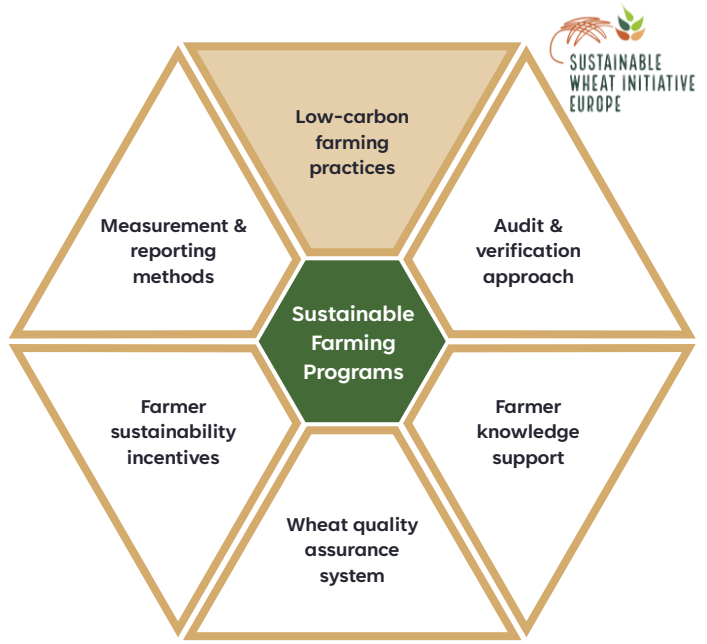 SUSTAINABLE
WHEAT INITIATIVE
EUROPE
Low-carbon
farming
practices
Measurement &
reporting
methods
Audit &
verification
approach
Sustainable
Farming
Programs
Farmer
sustainability
incentives
Farmer
knowledge
support
Wheat quality
assurance
system